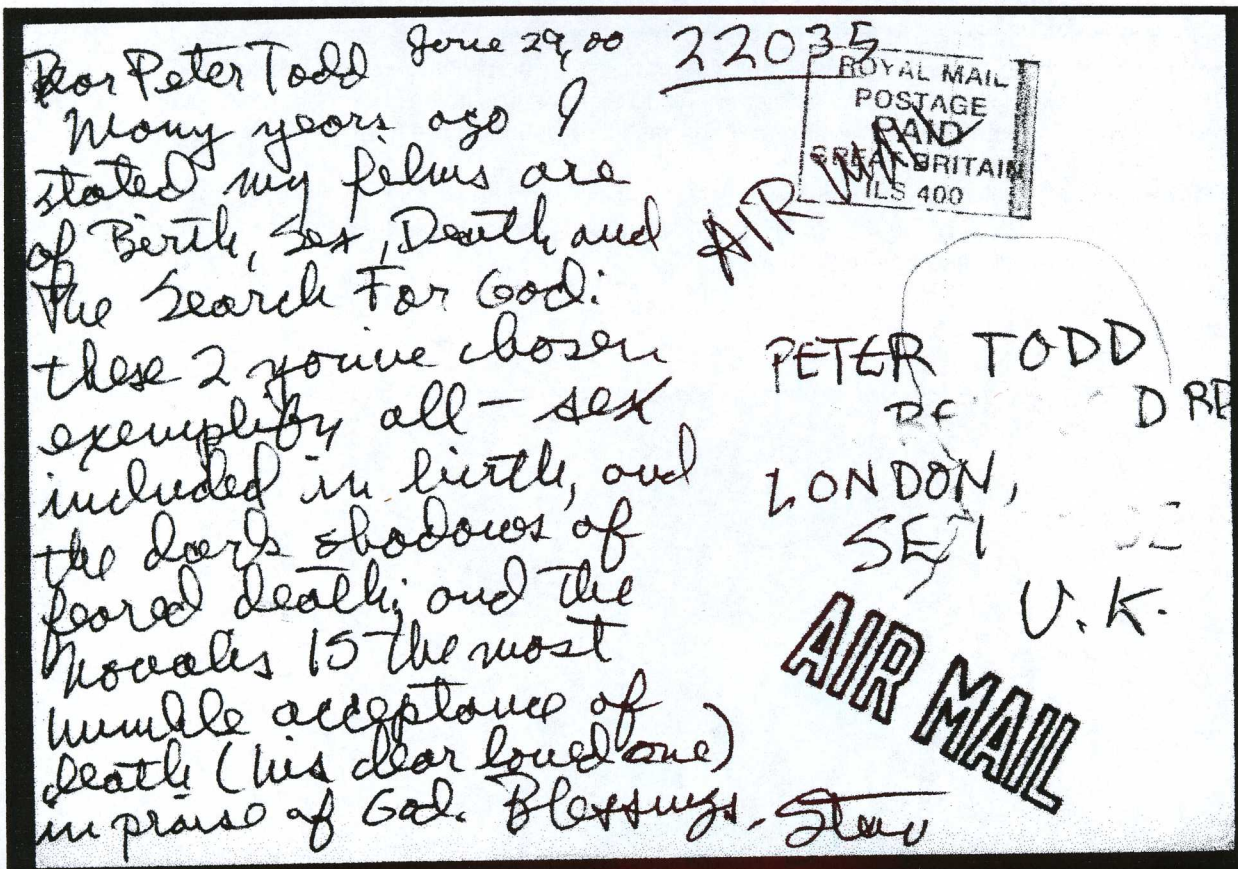 Dear Peter Todd June 29, 00
Many years ago I
stated my films are
of Birth, Sex, Death and
The Search For God:
these 2 you've chosen
exemplify all — sex
included in birth, and
the dark shadows of
feared death; and the
Novalis is the most
humble acceptance of
death (his dear loved one)
in praise of God. Blessings, Stan
22035
ROYAL MAIL
POSTAGE
PAID
GREAT BRITAIN
ILS 400
AIR MAIL
PETER TODD
D RD
LONDON,
SE1
U.K.
AIR MAIL